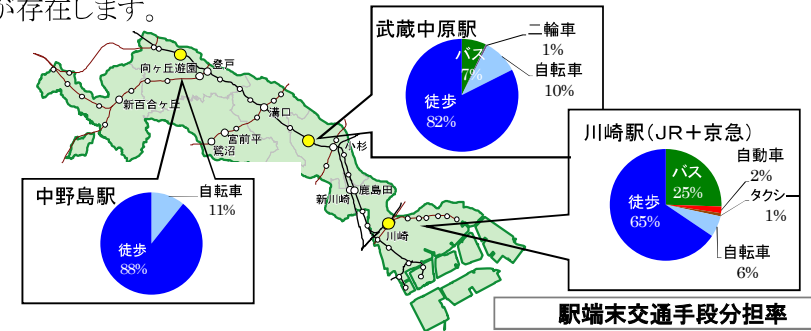 が存在します。
武蔵中原駅
二輪車
1%
バス
7%
自転車
10%
徒歩
82%
向ヶ丘遊園
登戸
新百合ヶ丘
溝口
宮前平
鷺沼
小杉
鹿島田
新川崎
川崎
川崎駅(JR+京急)
自動車
2%
バス
25%
タクシー
1%
徒歩
65%
自転車
6%
中野島駅
自転車
11%
徒歩
88%
駅端末交通手段分担率